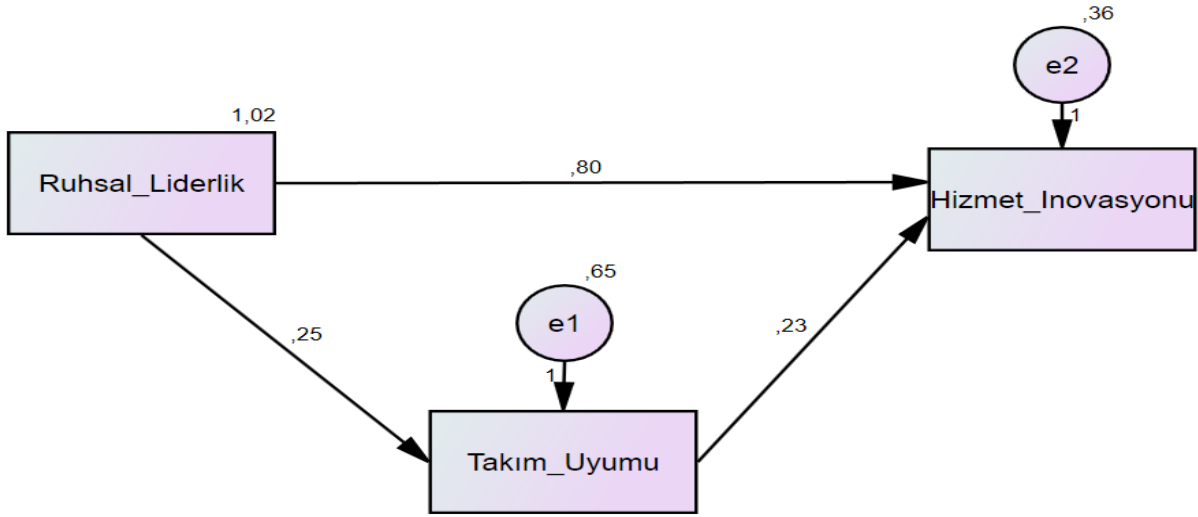 ,36
e2
1
1,02
Ruhsal_Liderlik
,80
Hizmet_Inovasyonu
,65
e1
1
,25
,23
Takım_Uyumu